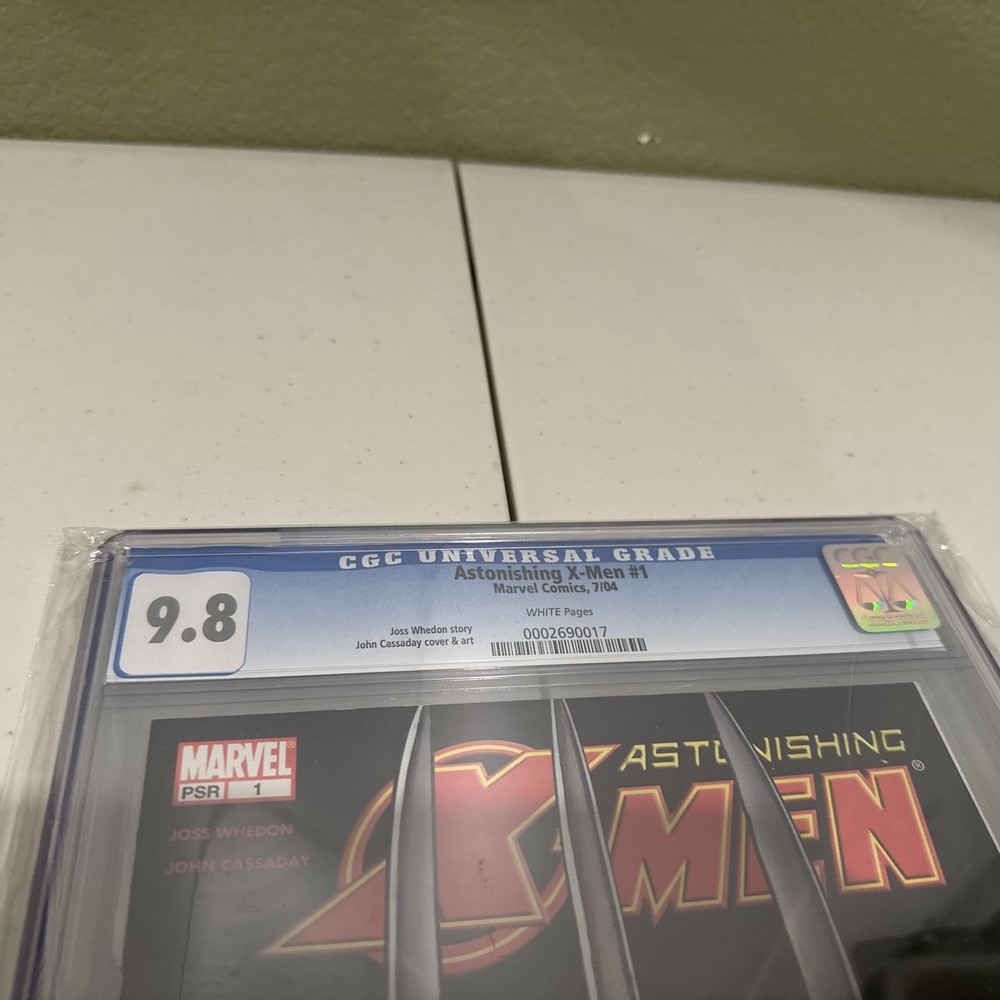 CGC UNIVERSAL GRADE
Astonishing X-Men #1
Marvel Comics, 7/04
9.8
WHITE Pages
Joss Whedon story
John Cassaday cover & art
0002690017
CGC
MARVEL®
PSR 1
JOSS WHEDON
JOHN CASSADAY
ASTONISHING
X-MEN®